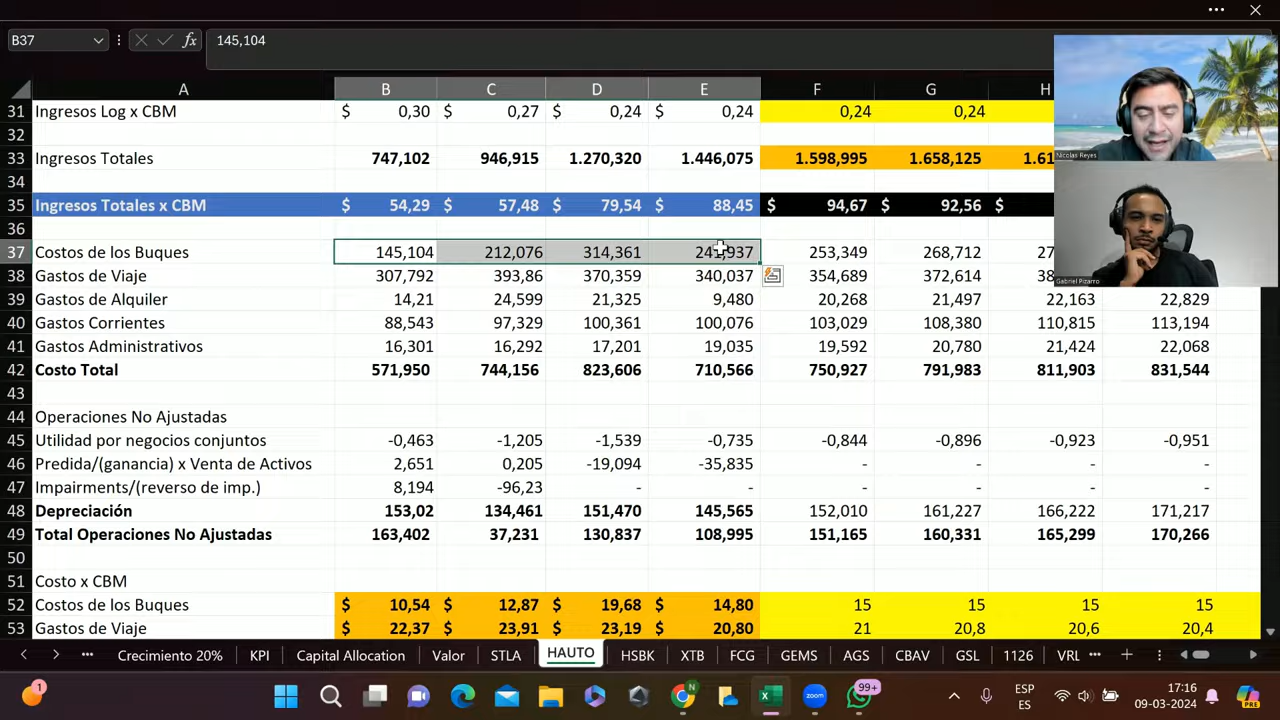 B37 fx 145,104
A B C D E F G H
31 Ingresos Log x CBM $ 0,30 $ 0,27 $ 0,24 $ 0,24 0,24 0,24
32
33 Ingresos Totales 747,102 946,915 1.270,320 1.446,075 1.598,995 1.658,125 1.61
34
35 Ingresos Totales x CBM $ 54,29 $ 57,48 $ 79,54 $ 88,45 $ 94,67 $ 92,56 $
36
37 Costos de los Buques 145,104 212,076 314,361 241,937 253,349 268,712 27
38 Gastos de Viaje 307,792 393,86 370,359 340,037 354,689 372,614 38
39 Gastos de Alquiler 14,21 24,599 21,325 9,480 20,268 21,497 22,163 22,829
40 Gastos Corrientes 88,543 97,329 100,361 100,076 103,029 108,380 110,815 113,194
41 Gastos Administrativos 16,301 16,292 17,201 19,035 19,592 20,780 21,424 22,068
42 Costo Total 571,950 744,156 823,606 710,566 750,927 791,983 811,903 831,544
43
44 Operaciones No Ajustadas
45 Utilidad por negocios conjuntos -0,463 -1,205 -1,539 -0,735 -0,844 -0,896 -0,923 -0,951
46 Predida/(ganancia) x Venta de Activos 2,651 0,205 -19,094 -35,835 - - - -
47 Impairments/(reverso de imp.) 8,194 -96,23 - - - - - -
48 Depreciación 153,02 134,461 151,470 145,565 152,010 161,227 166,222 171,217
49 Total Operaciones No Ajustadas 163,402 37,231 130,837 108,995 151,165 160,331 165,299 170,266
50
51 Costo x CBM
52 Costos de los Buques $ 10,54 $ 12,87 $ 19,68 $ 14,80 15 15 15 15
53 Gastos de Viaje $ 22,37 $ 23,91 $ 23,19 $ 20,80 21 20,8 20,6 20,4
Nicolas Reyes
Gabriel Pizarro
Crecimiento 20% KPI Capital Allocation Valor STLA HAUTO HSBK XTB FCG GEMS AGS CBAV GSL 1126 VRL
1 99+ ESP ES 17:16 09-03-2024 PRE